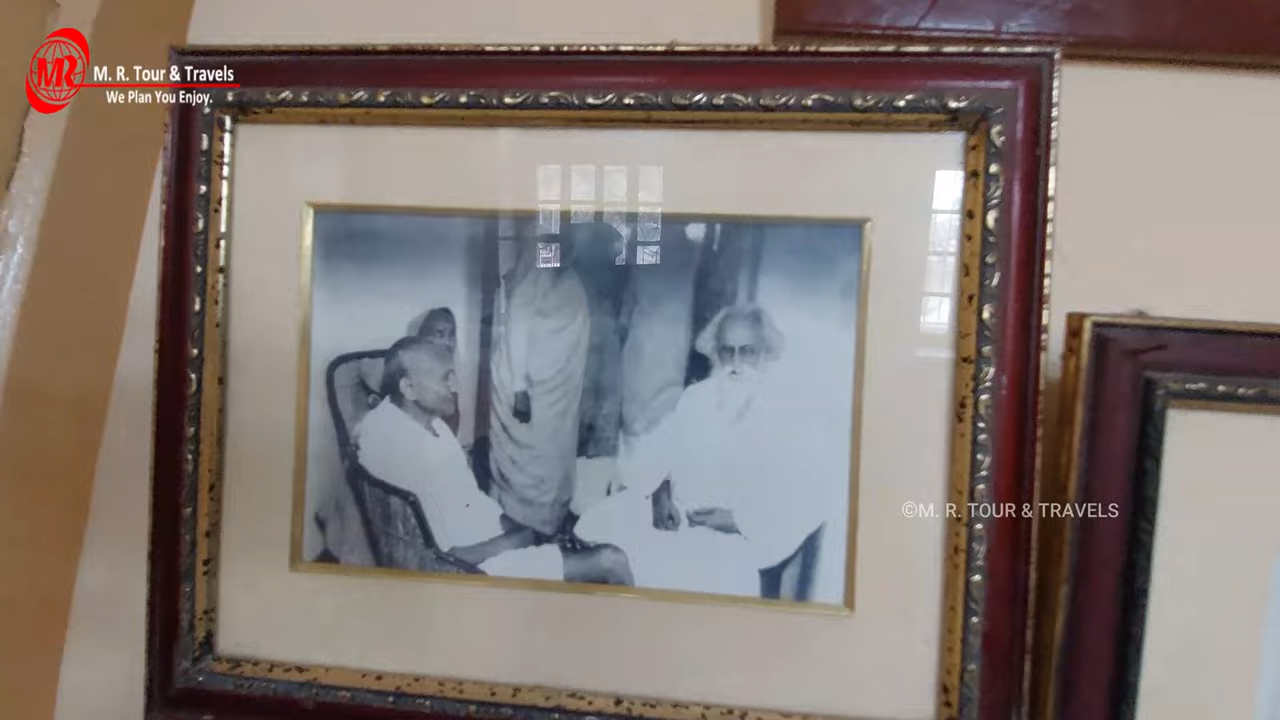 MR
M. R. Tour & Travels
We Plan You Enjoy.
©M. R. TOUR & TRAVELS